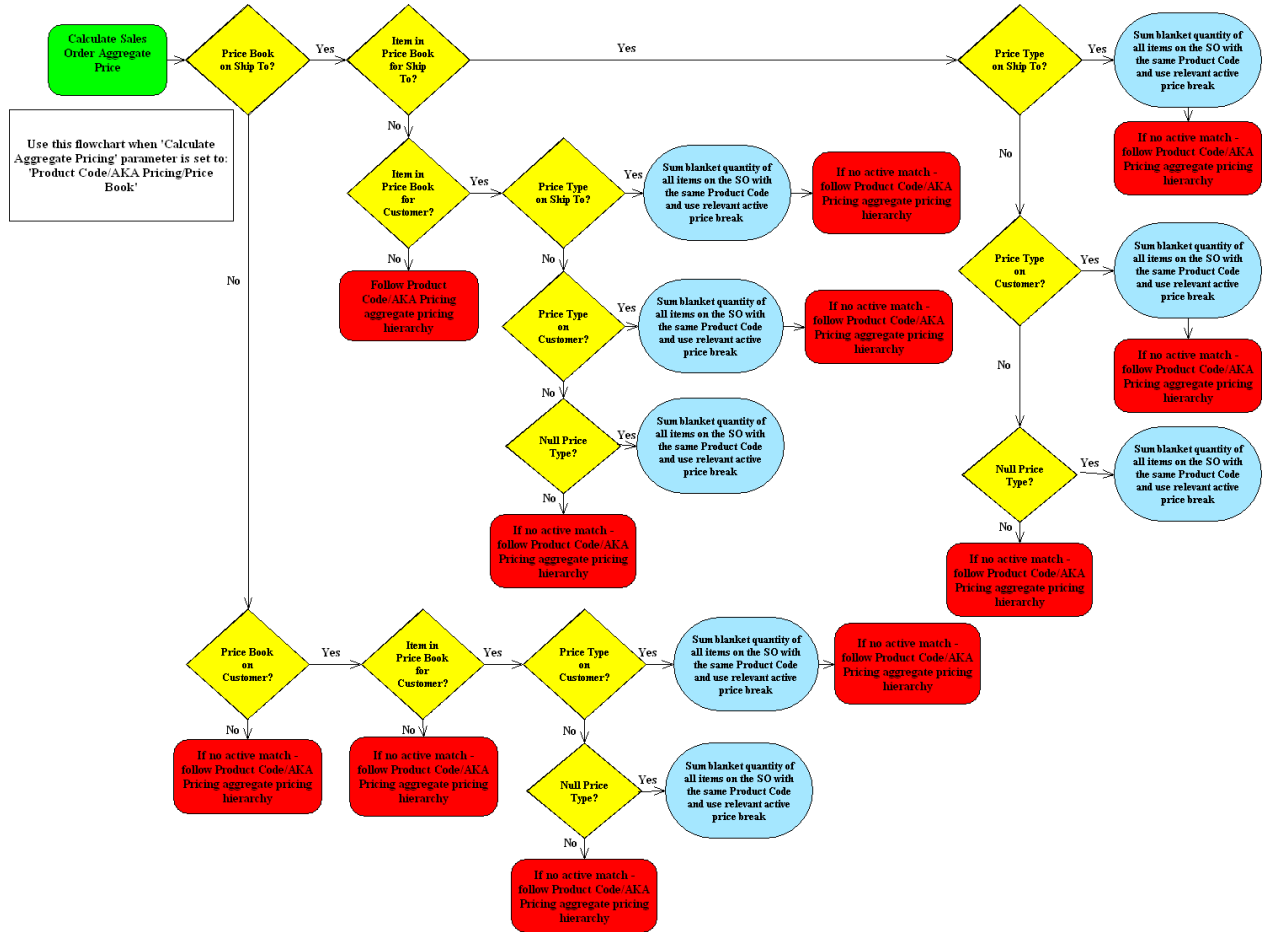 Calculate Sales
Order Aggregate
Price
Price Book
on Ship To?
Yes
Item in
Price Book
for Ship
To?
Yes
Price Type
on Ship To?
Yes
Sum blanket quantity of
all items on the SO with
the same Product Code
and use relevant active
price break
If no active match -
follow Product Code/AKA
Pricing aggregate pricing
hierarchy
Use this flowchart when 'Calculate
Aggregate Pricing' parameter is set to:
'Product Code/AKA Pricing/Price
Book'
No
Item in
Price Book
for
Customer?
Yes
Price Type
on Ship To?
Yes
Sum blanket quantity of
all items on the SO with
the same Product Code
and use relevant active
price break
If no active match -
follow Product Code/AKA
Pricing aggregate pricing
hierarchy
No
No
Follow Product
Code/AKA Pricing
aggregate pricing
hierarchy
No
Price Type
on
Customer?
Yes
Sum blanket quantity of
all items on the SO with
the same Product Code
and use relevant active
price break
If no active match -
follow Product Code/AKA
Pricing aggregate pricing
hierarchy
No
Null Price
Type?
Yes
Sum blanket quantity of
all items on the SO with
the same Product Code
and use relevant active
price break
No
If no active match -
follow Product Code/AKA
Pricing aggregate pricing
hierarchy
Price Type
on
Customer?
Yes
Sum blanket quantity of
all items on the SO with
the same Product Code
and use relevant active
price break
If no active match -
follow Product Code/AKA
Pricing aggregate pricing
hierarchy
No
Null Price
Type?
Yes
Sum blanket quantity of
all items on the SO with
the same Product Code
and use relevant active
price break
No
If no active match -
follow Product Code/AKA
Pricing aggregate pricing
hierarchy
No
Price Book
on
Customer?
Yes
Item in
Price Book
for
Customer?
Yes
Price Type
on
Customer?
Yes
Sum blanket quantity of
all items on the SO with
the same Product Code
and use relevant active
price break
If no active match -
follow Product Code/AKA
Pricing aggregate pricing
hierarchy
No
If no active match -
follow Product Code/AKA
Pricing aggregate pricing
hierarchy
No
If no active match -
follow Product Code/AKA
Pricing aggregate pricing
hierarchy
No
Null Price
Type?
Yes
Sum blanket quantity of
all items on the SO with
the same Product Code
and use relevant active
price break
No
If no active match -
follow Product Code/AKA
Pricing aggregate pricing
hierarchy